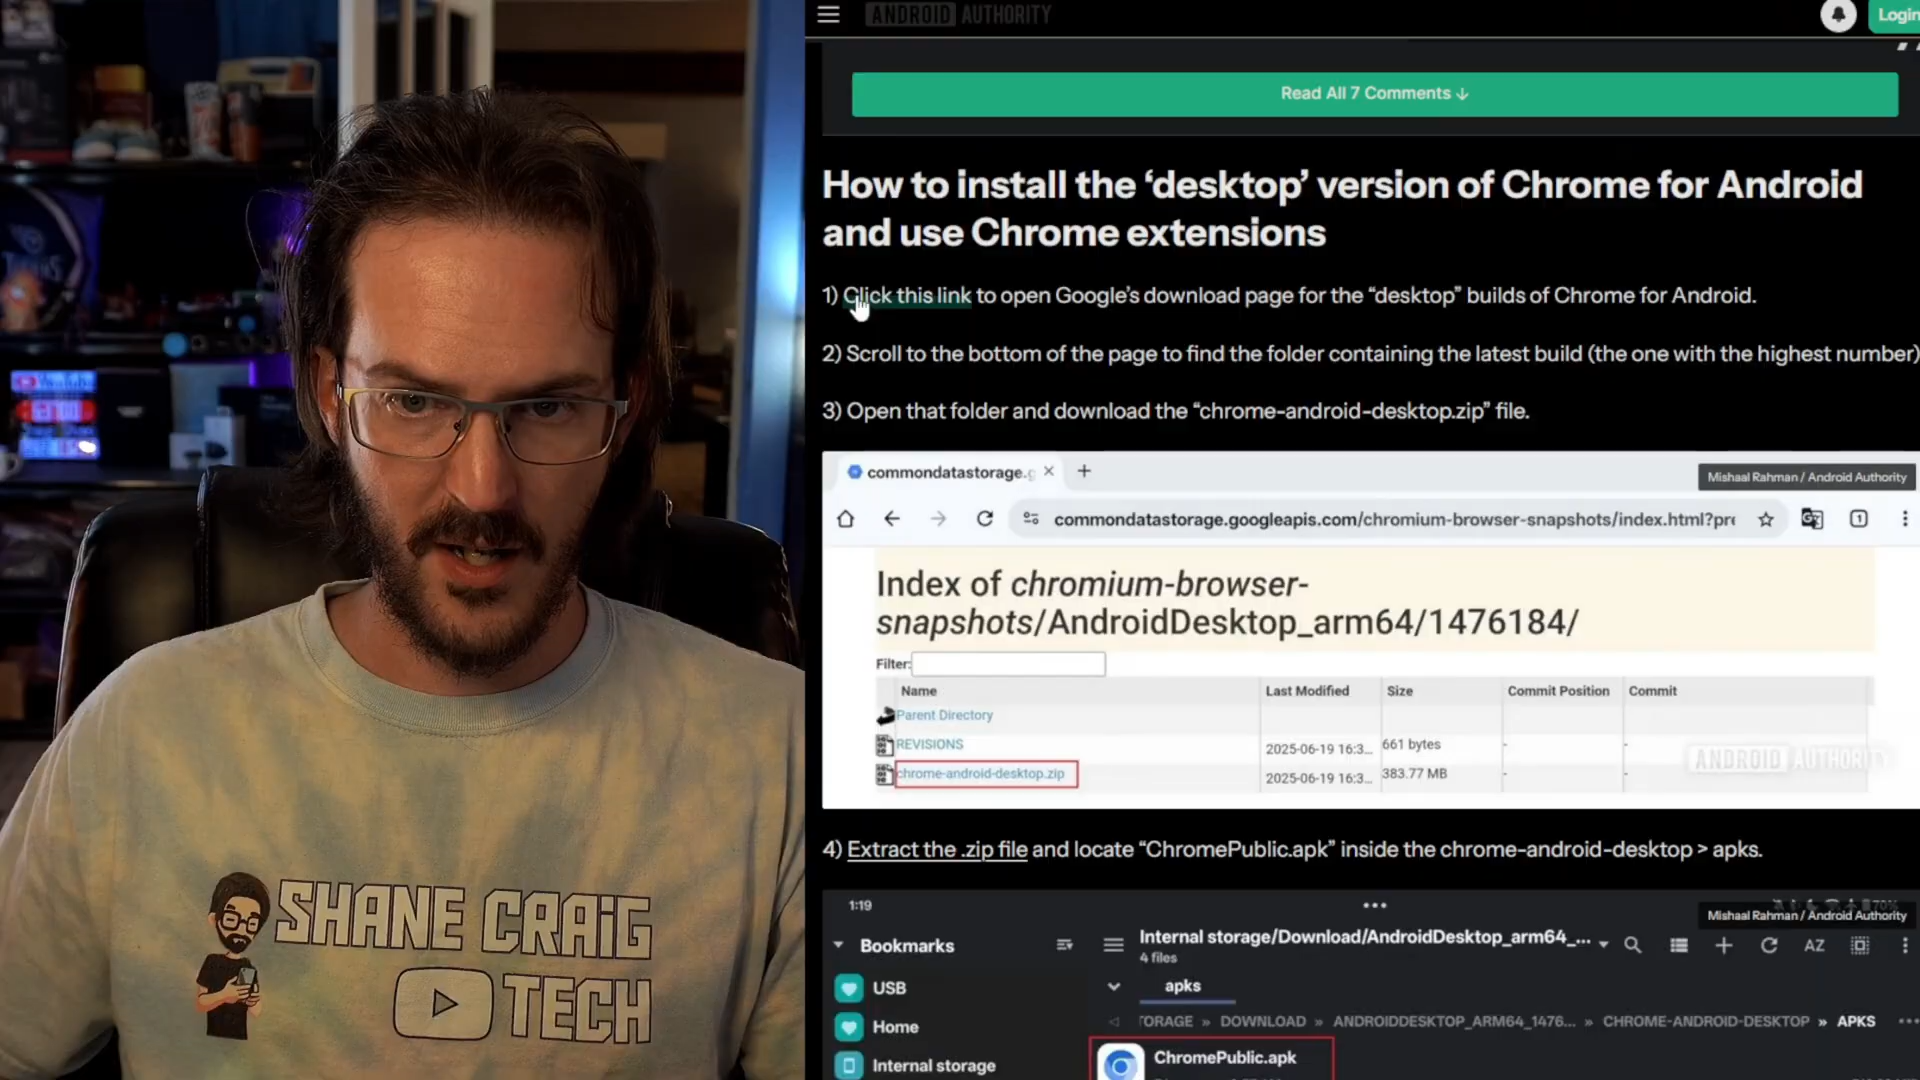 ANDROID AUTHORITY
Login
Read All 7 Comments ↓
How to install the ‘desktop’ version of Chrome for Android
and use Chrome extensions
1) Click this link to open Google’s download page for the “desktop” builds of Chrome for Android.
2) Scroll to the bottom of the page to find the folder containing the latest build (the one with the highest number)
3) Open that folder and download the “chrome-android-desktop.zip” file.
commondatastorage.g
Mishaal Rahman / Android Authority
commondatastorage.googleapis.com/chromium-browser-snapshots/index.html?pre
1
Index of chromium-browser-
snapshots/AndroidDesktop_arm64/1476184/
Filter:
Name Last Modified Size Commit Position Commit
Parent Directory
REVISIONS 2025-06-19 16:3... 661 bytes - -
chrome-android-desktop.zip 2025-06-19 16:3... 383.77 MB - -
ANDROID AUTHORITY
4) Extract the .zip file and locate “ChromePublic.apk” inside the chrome-android-desktop > apks.
1:19
Mishaal Rahman / Android Authority
Bookmarks
Internal storage/Download/AndroidDesktop_arm64_...
AZ
4 files
USB
apks
Home
TORAGE » DOWNLOAD » ANDROIDDESKTOP_ARM64_1476... » CHROME-ANDROID-DESKTOP » APKS
Internal storage
ChromePublic.apk
SHANE CRAIG
TECH